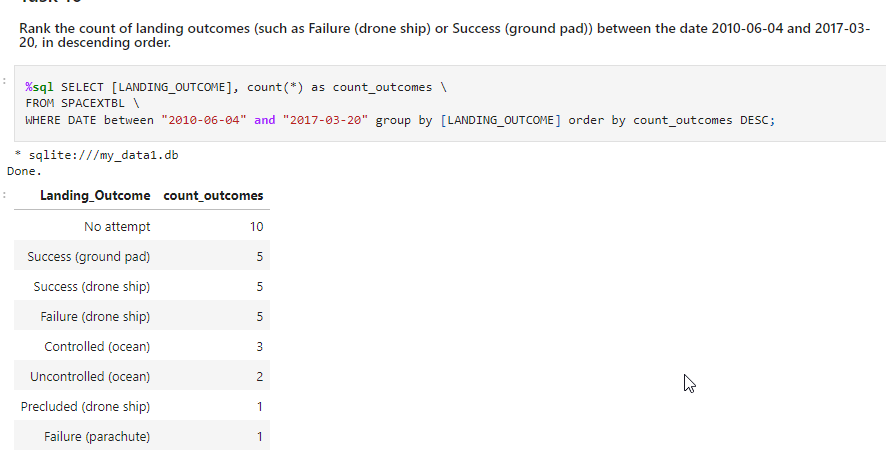 Rank the count of landing outcomes (such as Failure (drone ship) or Success (ground pad)) between the date 2010-06-04 and 2017-03-
20, in descending order.
:
%sql SELECT [LANDING_OUTCOME], count(*) as count_outcomes \
FROM SPACEXTBL \
WHERE DATE between "2010-06-04" and "2017-03-20" group by [LANDING_OUTCOME] order by count_outcomes DESC;
* sqlite:///my_data1.db
Done.
:
Landing_Outcome count_outcomes
No attempt 10
Success (ground pad) 5
Success (drone ship) 5
Failure (drone ship) 5
Controlled (ocean) 3
Uncontrolled (ocean) 2
Precluded (drone ship) 1
Failure (parachute) 1